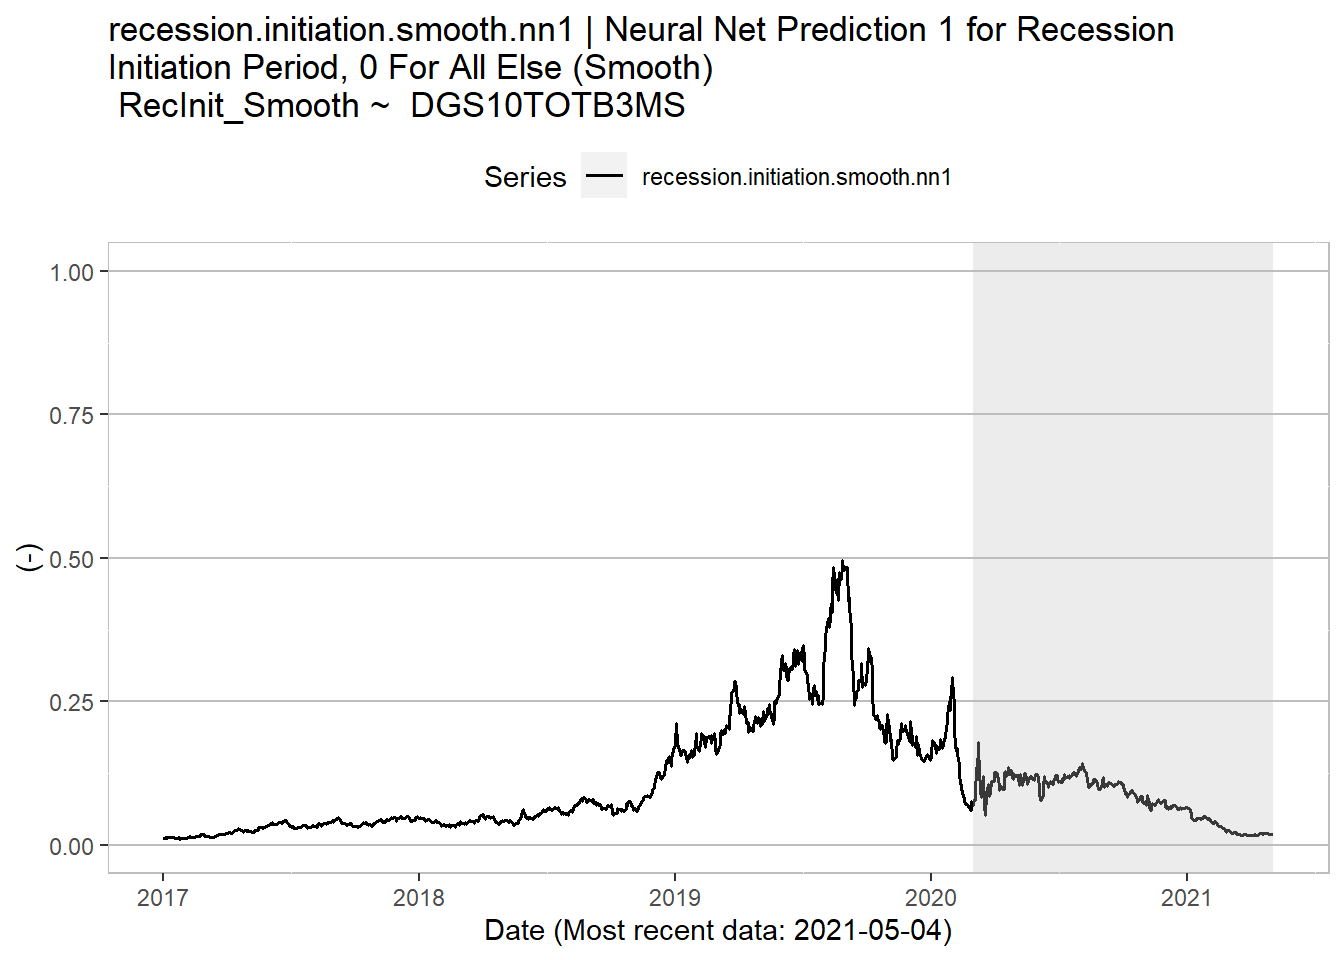 recession.initiation.smooth.nn1 | Neural Net Prediction 1 for Recession
Initiation Period, 0 For All Else (Smooth)
RecInit_Smooth ~  DGS10TOTB3MS
Series recession.initiation.smooth.nn1
1.00
0.75
0.50
0.25
0.00
(-)
2017 2018 2019 2020 2021
Date (Most recent data: 2021-05-04)